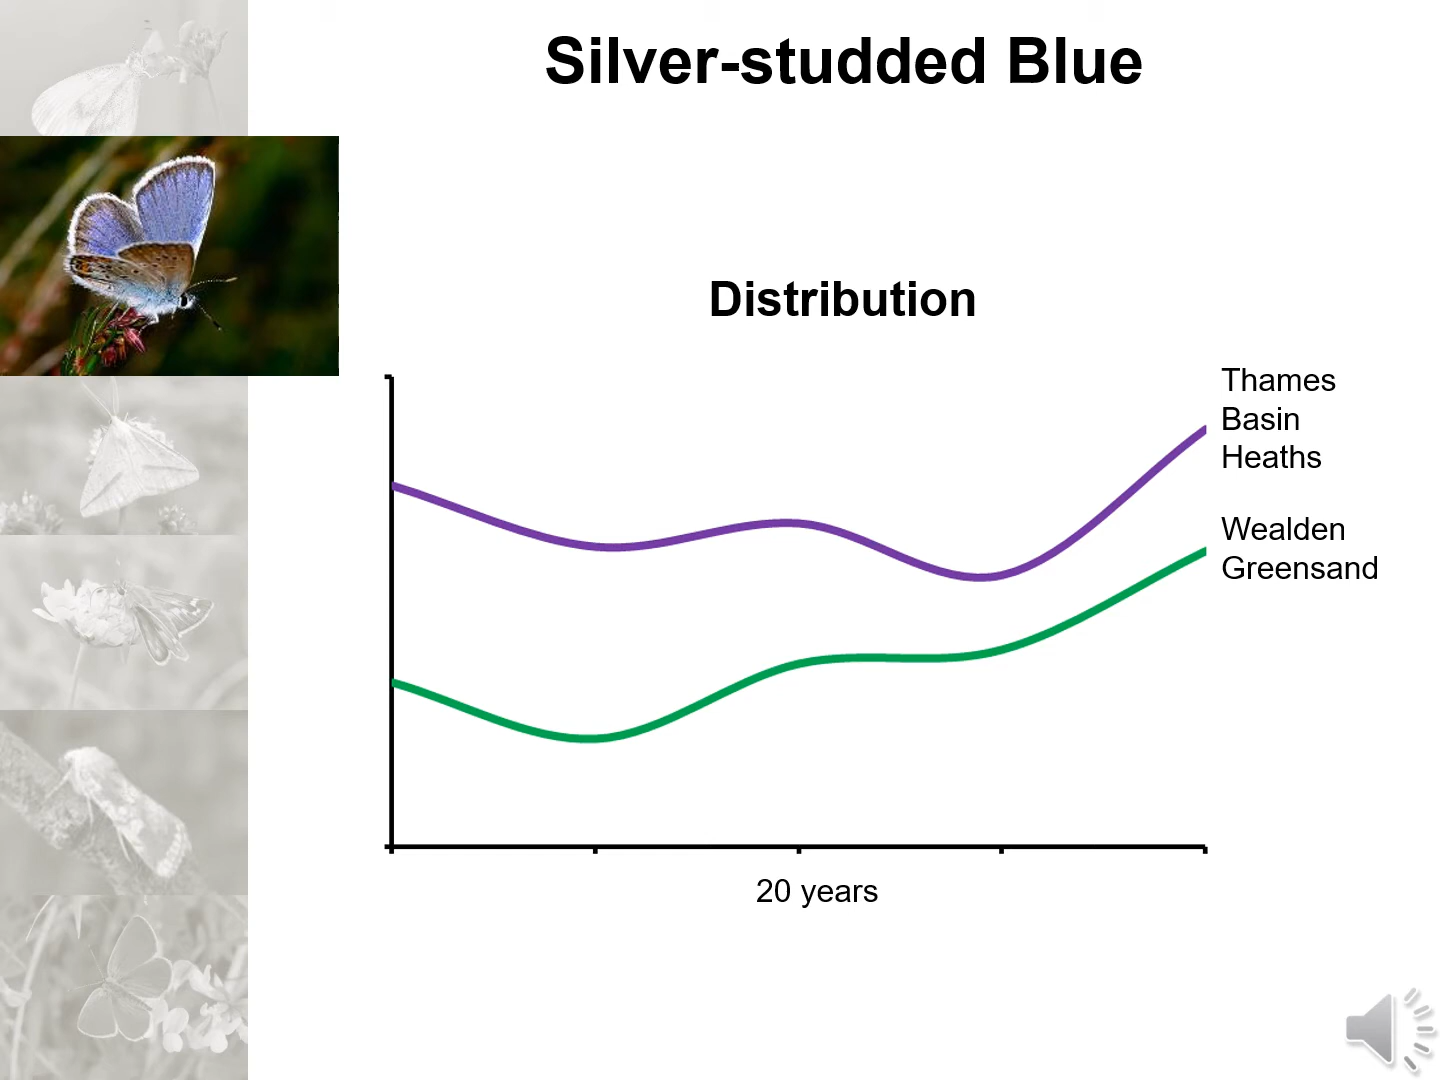 Silver-studded Blue
Distribution
Thames
Basin
Heaths
Wealden
Greensand
20 years